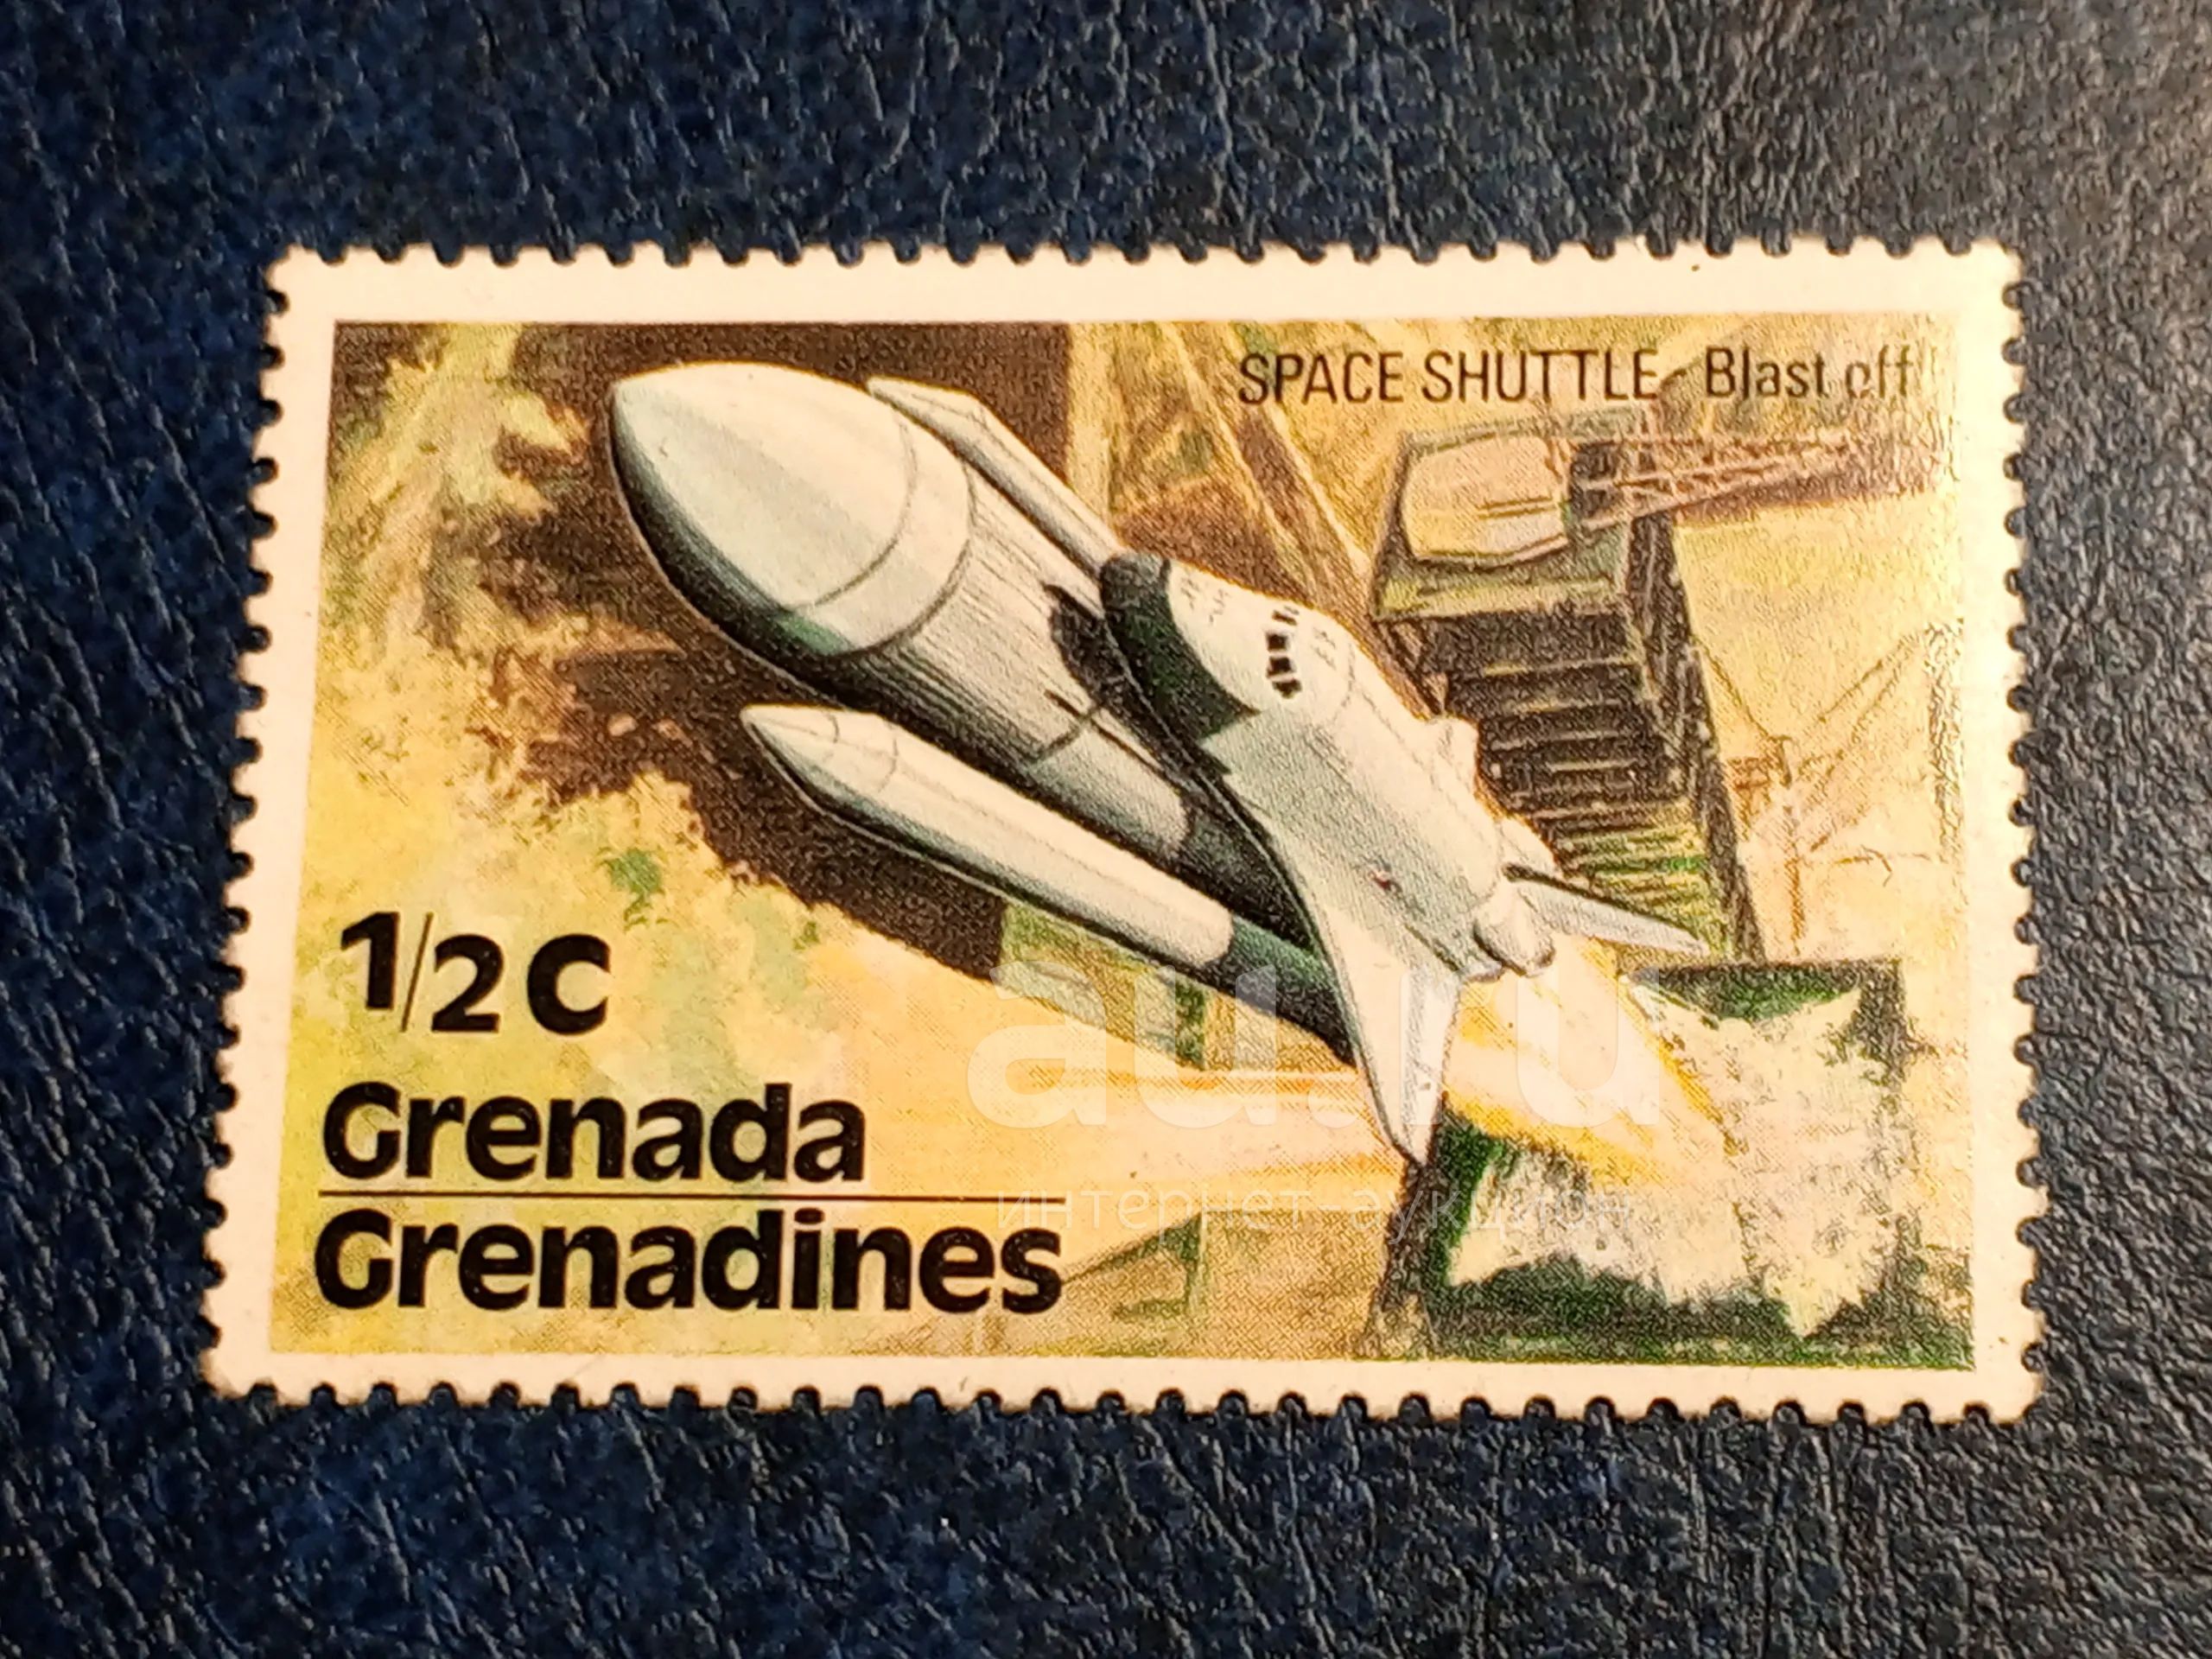 SPACE SHUTTLE Blast off
1/2 C
Grenada
Grenadines
au.ru
интернет-аукцион